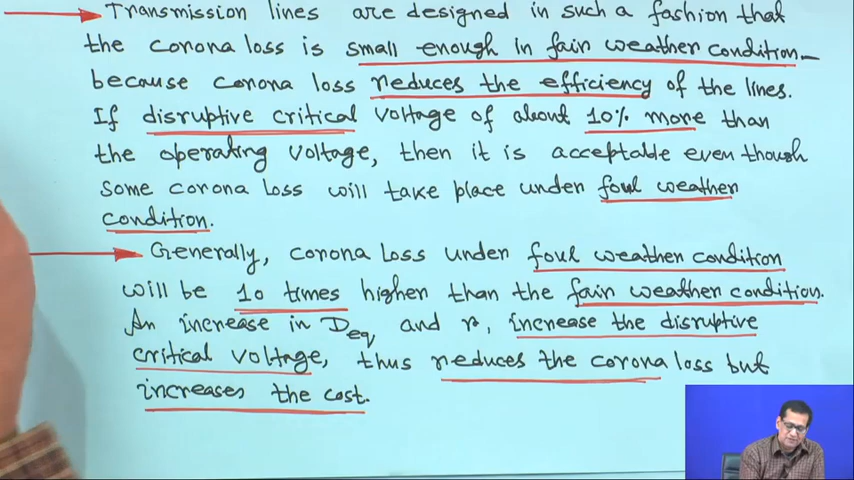 Transmission lines are designed in such a fashion that
the corona loss is small enough in fair weather condition
because corona loss reduces the efficiency of the lines.
If disruptive critical voltage of about 10% more than
the operating voltage, then it is acceptable even though
some corona loss will take place under foul weather
condition.
Generally, corona loss under foul weather condition
will be 10 times higher than the fair weather condition.
An increase in Deq and r, increase the disruptive
critical voltage, thus reduces the corona loss but
increases the cost.